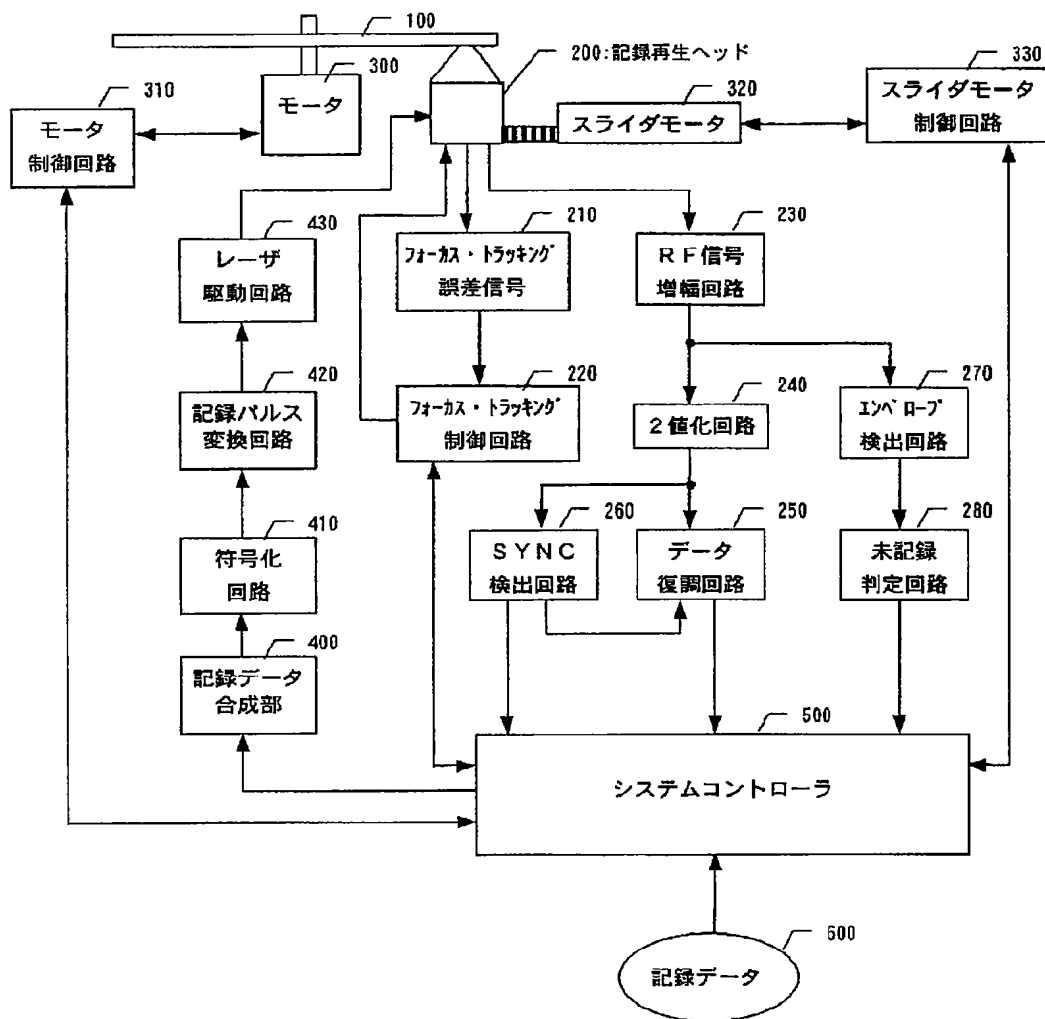 100
200:記録再生ヘッド
300
モータ
310
モータ
制御回路
320
スライダモータ
330
スライダモータ
制御回路
430
レーザ
駆動回路
210
フォーカス・トラッキング
誤差信号
230
RF信号
増幅回路
420
記録パルス
変換回路
220
フォーカス・トラッキング
制御回路
240
2値化回路
270
エンベロープ
検出回路
410
符号化
回路
260
SYNC
検出回路
250
データ
復調回路
280
未記録
判定回路
400
記録データ
合成部
500
システムコントローラ
600
記録データ